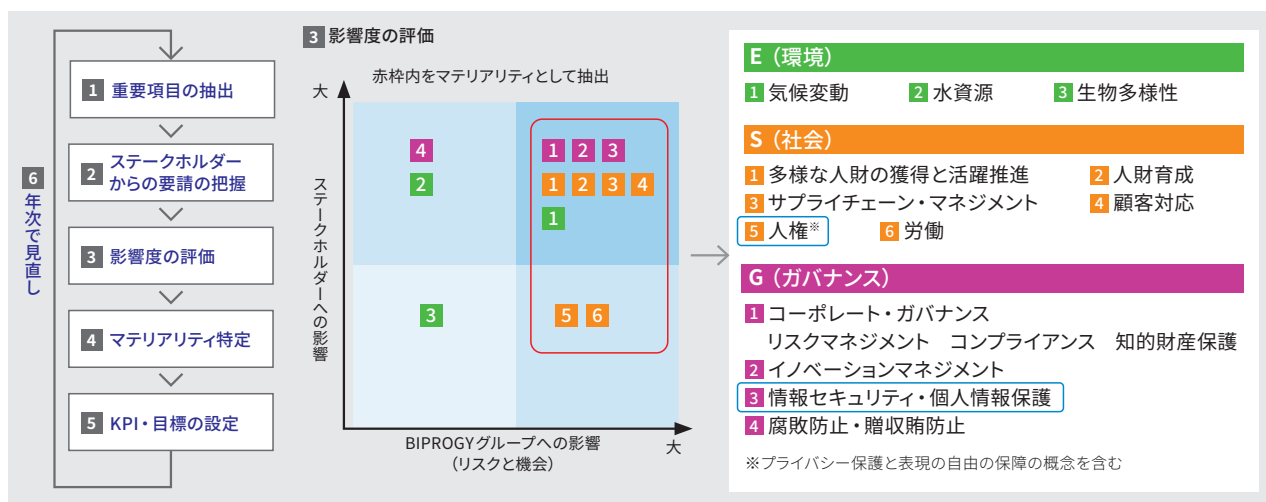 6 年次で見直し
1 重要項目の抽出
2 ステークホルダー
からの要請の把握
3 影響度の評価
4 マテリアリティ特定
5 KPI・目標の設定
3 影響度の評価
赤枠内をマテリアリティとして抽出
大
ステークホルダーへの影響
4 1 2 3
2 1 2 3 4
1
3 5 6
BIPROGYグループへの影響 大
(リスクと機会)
E（環境）
1 気候変動 2 水資源 3 生物多様性
S（社会）
1 多様な人財の獲得と活躍推進 2 人財育成
3 サプライチェーン・マネジメント 4 顧客対応
5 人権※ 6 労働
G（ガバナンス）
1 コーポレート・ガバナンス
リスクマネジメント コンプライアンス 知的財産保護
2 イノベーションマネジメント
3 情報セキュリティ・個人情報保護
4 腐敗防止・贈収賄防止
※プライバシー保護と表現の自由の保障の概念を含む